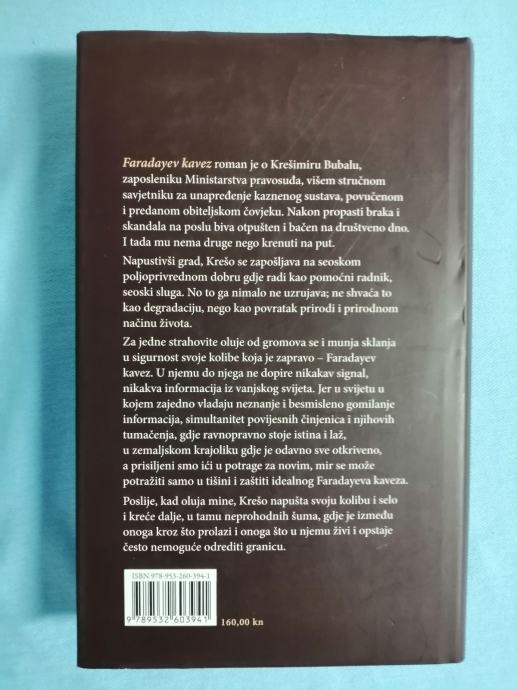 Faradayev kavez roman je o Krešimiru Bubalu,
zaposleniku Ministarstva pravosuđa, višem stručnom
savjetniku za unapređenje kaznenog sustava, povučenom
i predanom obiteljskom čovjeku. Nakon propasti braka i
skandala na poslu biva otpušten i bačen na društveno dno.
I tada mu nema druge nego krenuti na put.
Napustivši grad, Krešo se zapošljava na seoskom
poljoprivrednom dobru gdje radi kao pomoćni radnik,
seoski sluga. No to ga nimalo ne uzrujava; ne shvaća to
kao degradaciju, nego kao povratak prirodi i prirodnom
načinu života.
Za jedne strahovite oluje od gromova se i munja sklanja
u sigurnost svoje kolibe koja je zapravo – Faradayev
kavez. U njemu do njega ne dopire nikakav signal,
nikakva informacija iz vanjskog svijeta. Jer u svijetu u
kojem zajedno vladaju neznanje i besmisleno gomilanje
informacija, simultanitet povijesnih činjenica i njihovih
tumačenja, gdje ravnopravno stoje istina i laž,
u zemaljskom krajoliku gdje je odavno sve otkriveno,
a prisiljeni smo ići u potrage za novim, mir se može
potražiti samo u tišini i zaštiti idealnog Faradayeva kaveza.
Poslije, kad oluja mine, Krešo napušta svoju kolibu i selo
i kreće dalje, u tamu neprohodnih šuma, gdje je između
onoga kroz što prolazi i onoga što u njemu živi i opstaje
često nemoguće odrediti granicu.
ISBN 978-953-260-394-1
9 789532 603941
160,00 kn